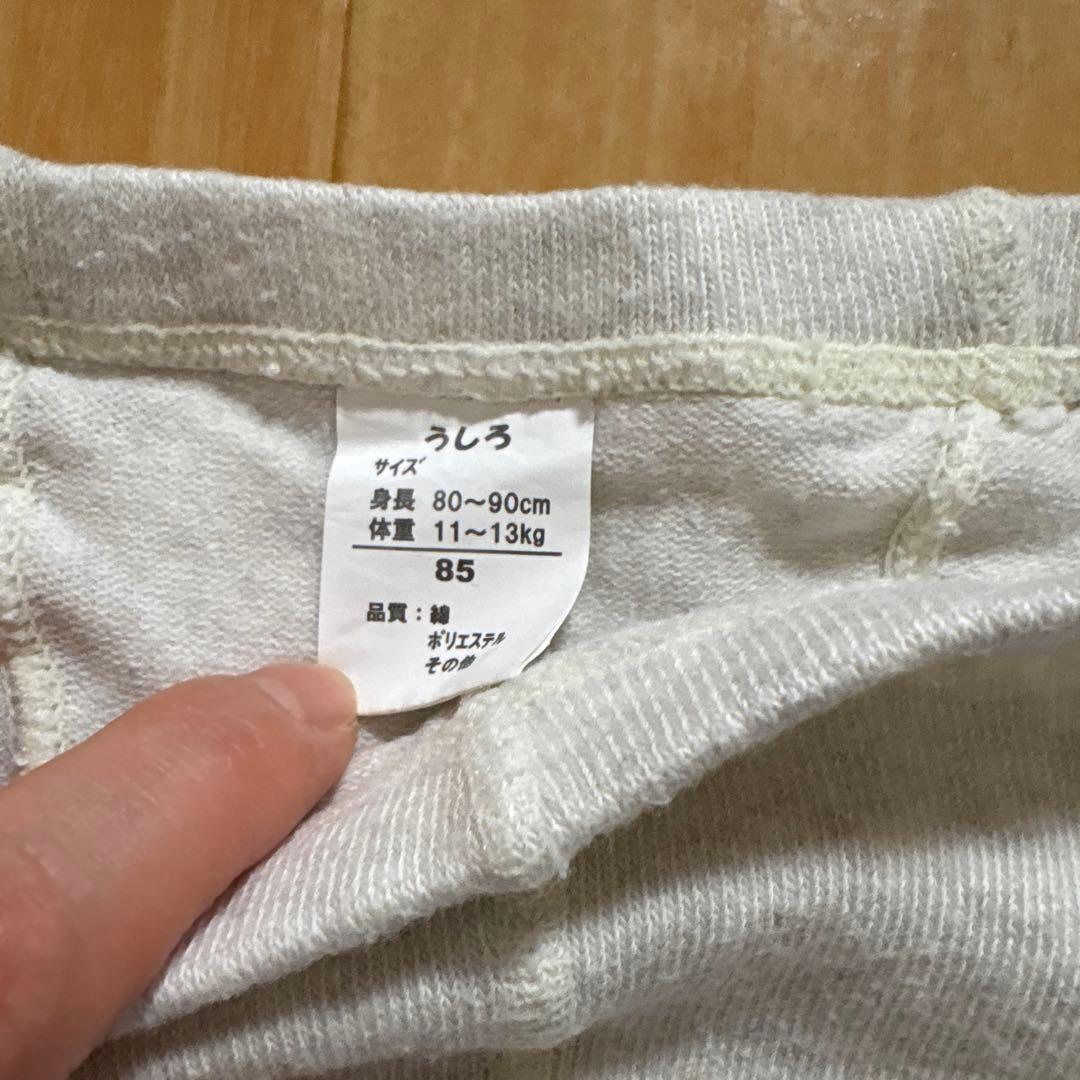 うしろ
サイズ
身長 80～90cm
体重 11～13kg
85
品質：綿
ポリエステル
その他